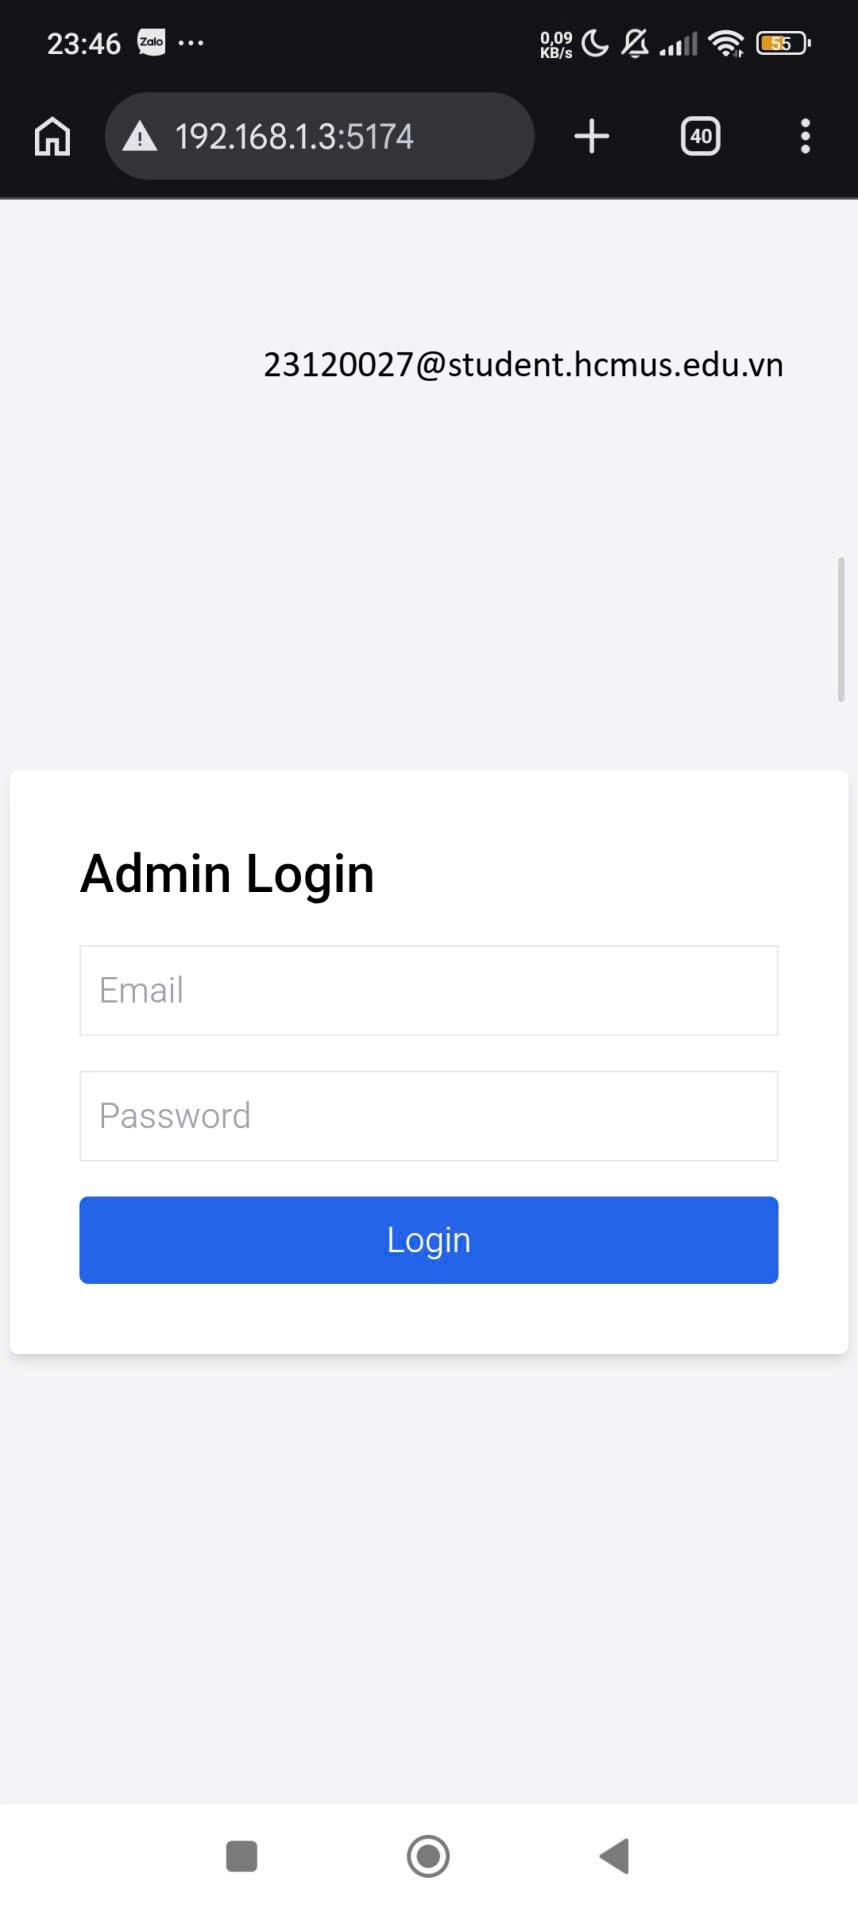 23:46 Zalo ... 0,09 KB/s 55
192.168.1.3:5174 40
23120027@student.hcmus.edu.vn
Admin Login
Email
Password
Login